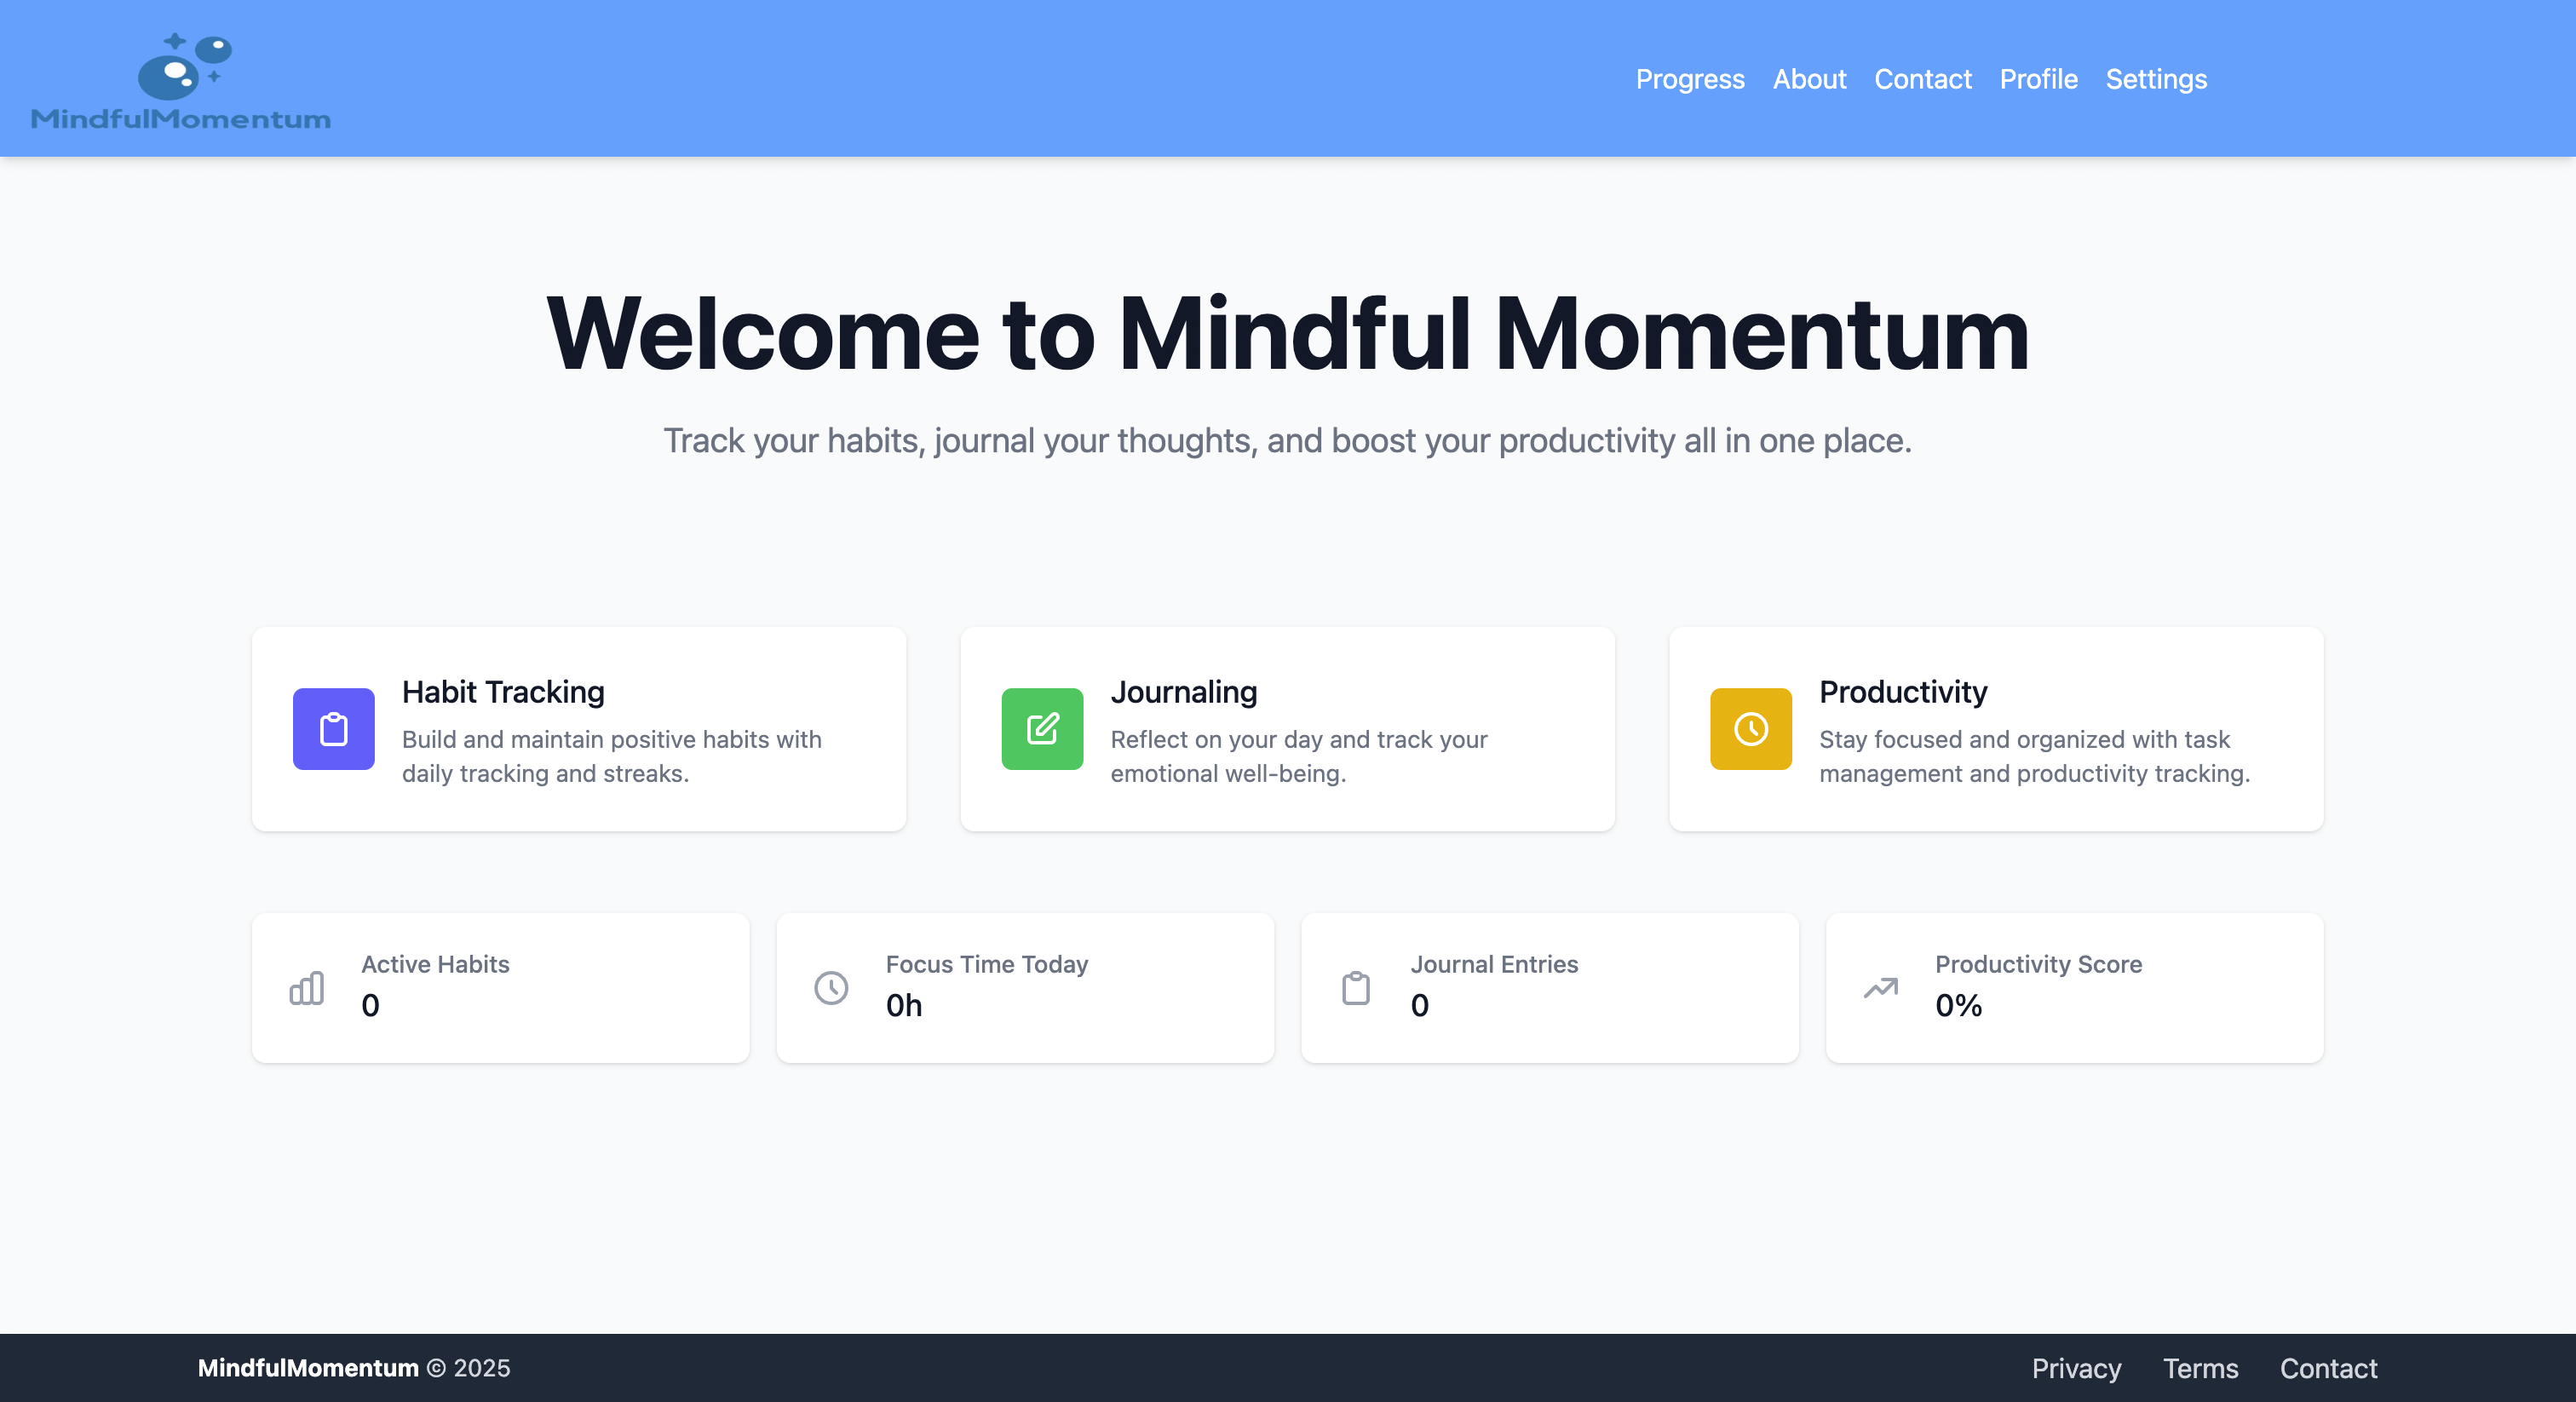 MindfulMomentum
Progress About Contact Profile Settings
Welcome to Mindful Momentum
Track your habits, journal your thoughts, and boost your productivity all in one place.
Habit Tracking
Build and maintain positive habits with
daily tracking and streaks.
Journaling
Reflect on your day and track your
emotional well-being.
Productivity
Stay focused and organized with task
management and productivity tracking.
Active Habits
0
Focus Time Today
0h
Journal Entries
0
Productivity Score
0%
MindfulMomentum © 2025
Privacy Terms Contact